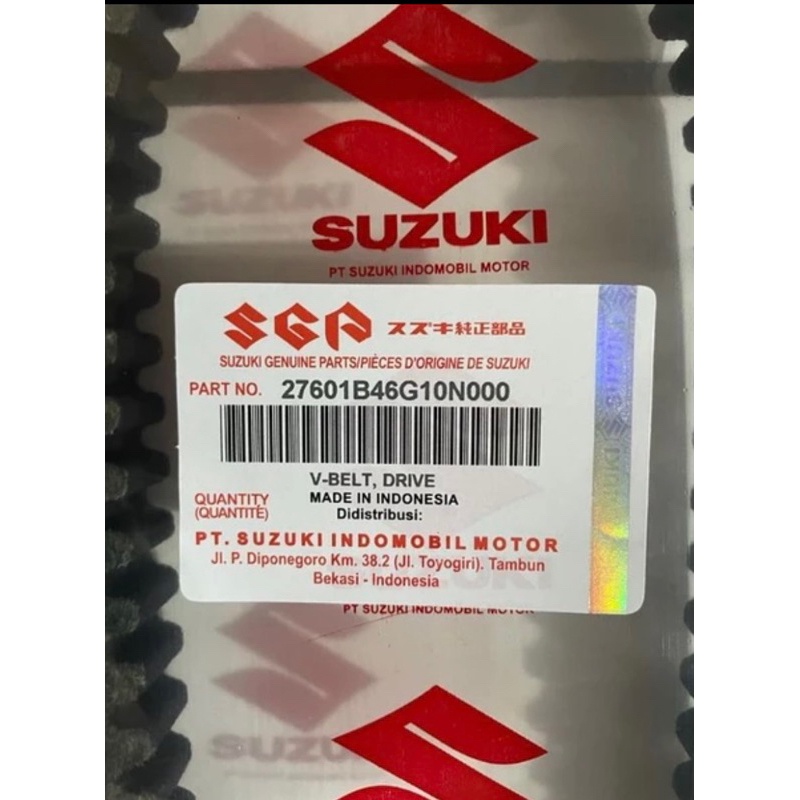 SUZUKI
SUZUKI
PT SUZUKI INDOMOBIL MOTOR
SGP スズキ純正部品
SUZUKI GENUINE PARTS/PIÈCES D'ORIGINE DE SUZUKI
PART NO. 27601B46G10N000
SUZUKI
V-BELT, DRIVE
QUANTITY MADE IN INDONESIA
(QUANTITÉ) Didistribusi:
PT. SUZUKI INDOMOBIL MOTOR
Jl. P. Diponegoro Km. 38.2 (Jl. Toyogiri). Tambun
Bekasi - Indonesia
PT SUZUKI INDOMOBIL MOTOR
SUZUKI